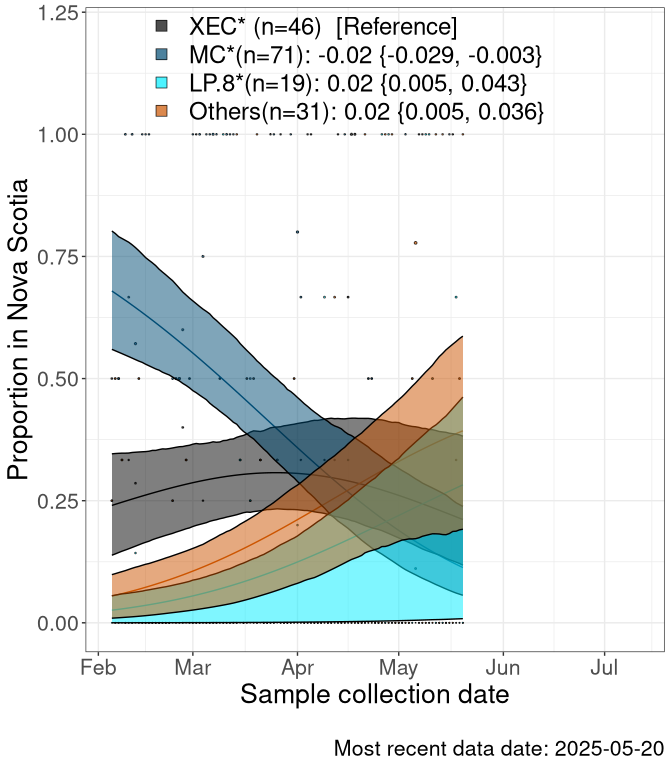 XEC* (n=46)  [Reference]
MC*(n=71): -0.02 {-0.029, -0.003}
LP.8*(n=19): 0.02 {0.005, 0.043}
Others(n=31): 0.02 {0.005, 0.036}
1.25
1.00
0.75
0.50
0.25
0.00
Proportion in Nova Scotia
Feb Mar Apr May Jun Jul
Sample collection date
Most recent data date: 2025-05-20